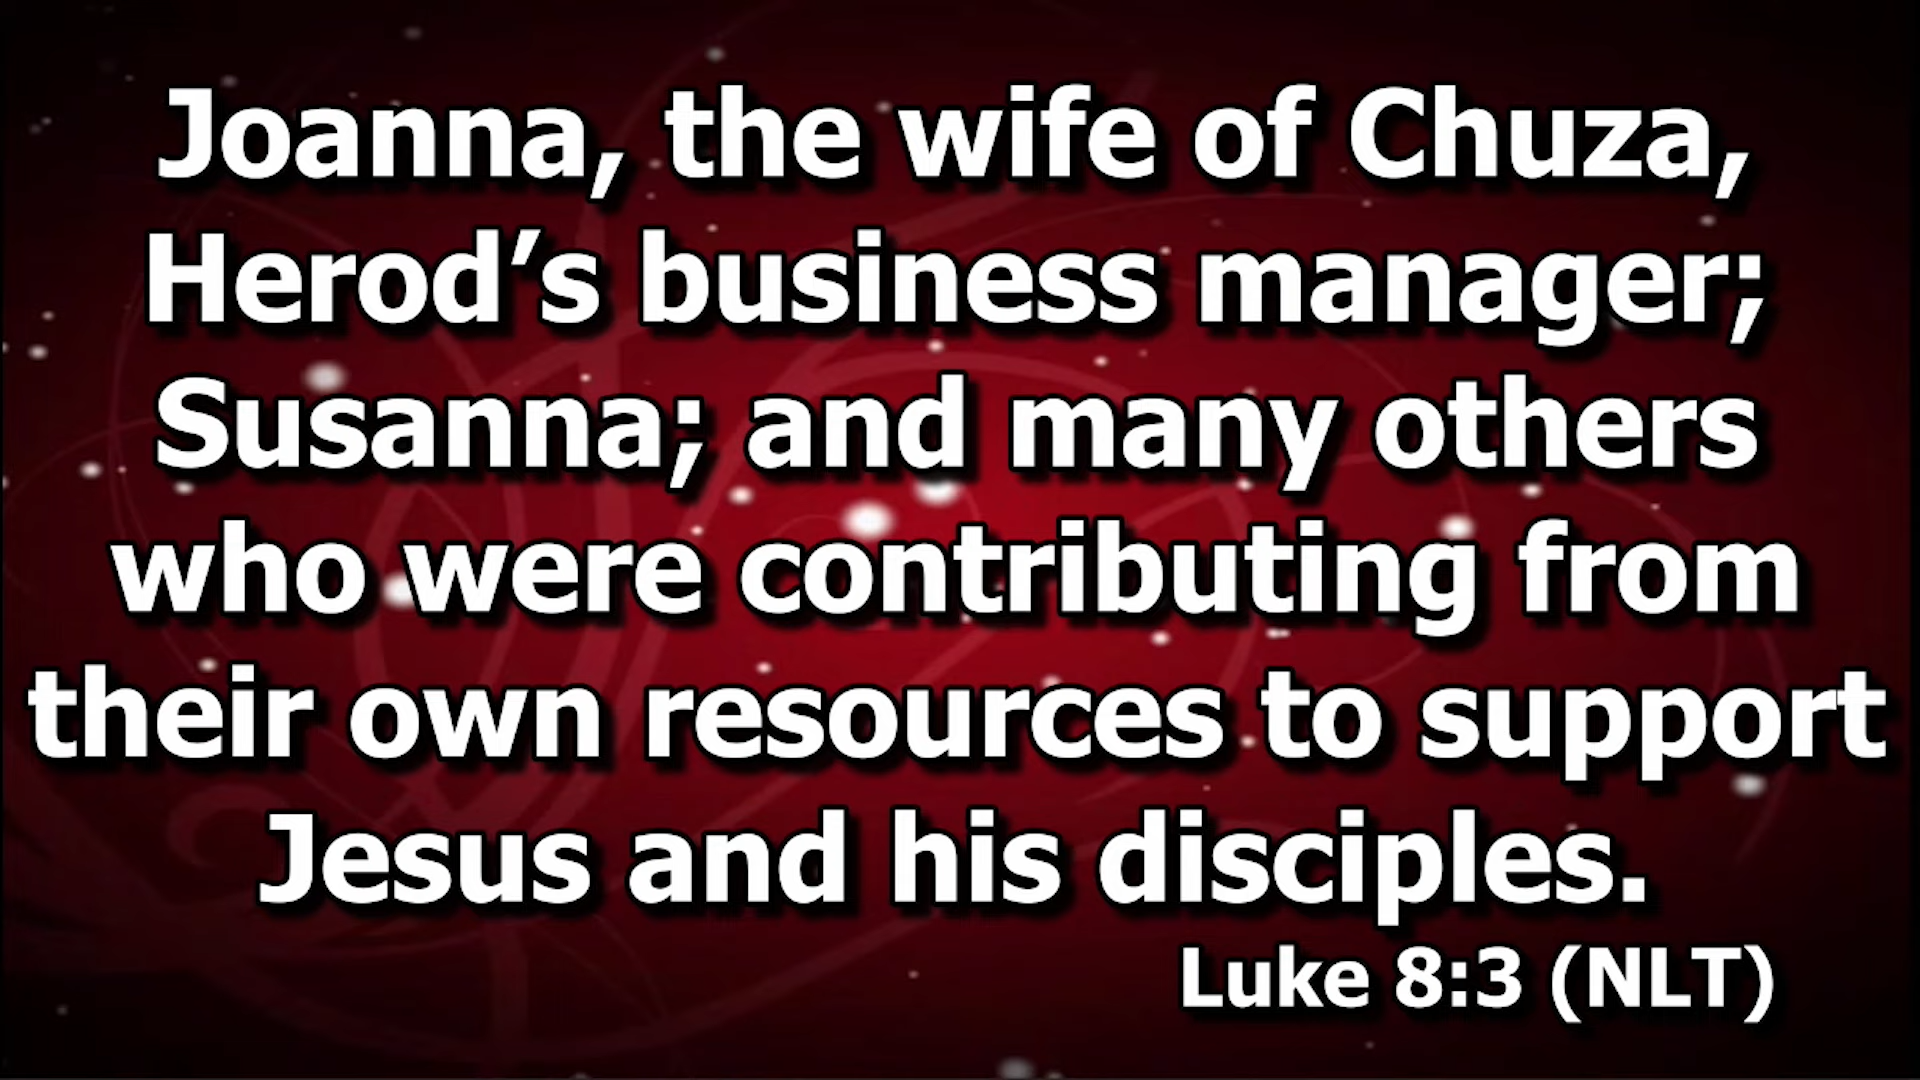 Joanna, the wife of Chuza,
Herod’s business manager;
Susanna; and many others
who were contributing from
their own resources to support
Jesus and his disciples.
Luke 8:3 (NLT)